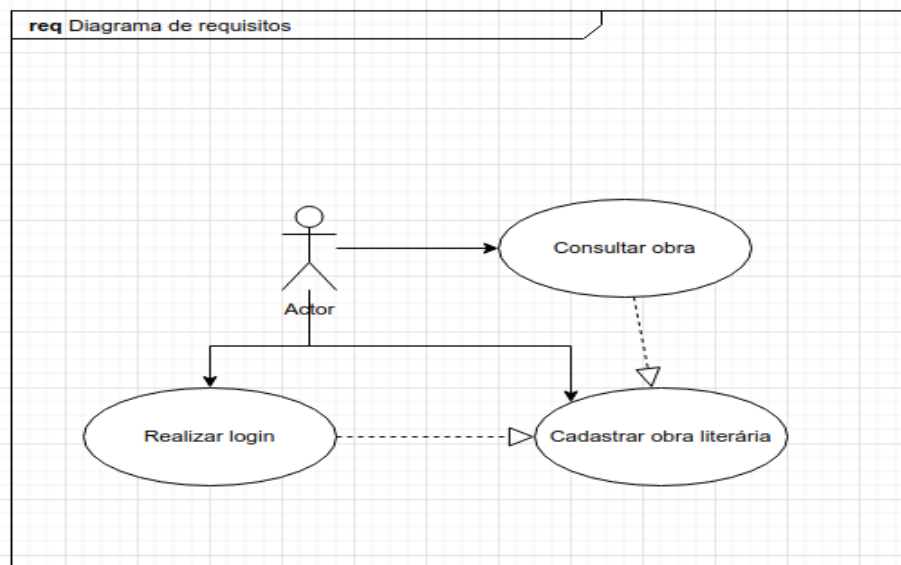 req Diagrama de requisitos
Consultar obra
Actor
Realizar login
Cadastrar obra literária